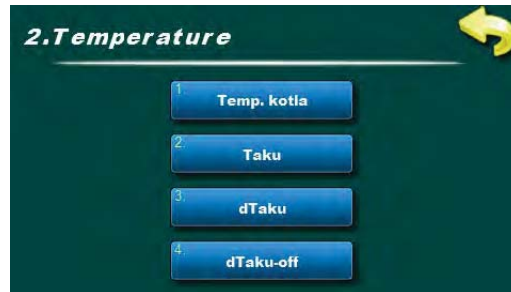 2.Temperature
1. Temp. kotla
2. Taku
3. dTaku
4. dTaku-off